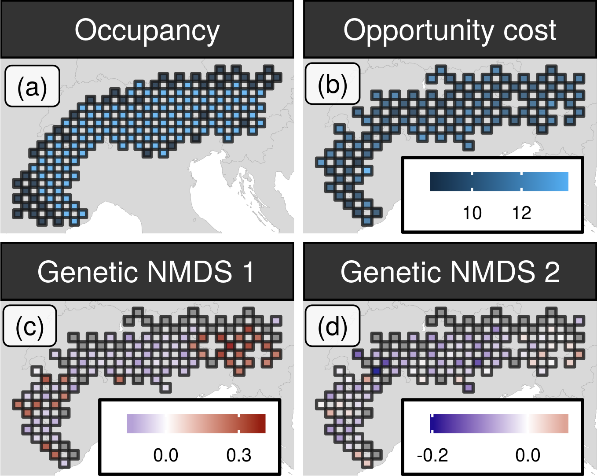 Occupancy
Opportunity cost
(a)
(b)
10 12
Genetic NMDS 1
Genetic NMDS 2
(c)
(d)
0.0 0.3
-0.2 0.0